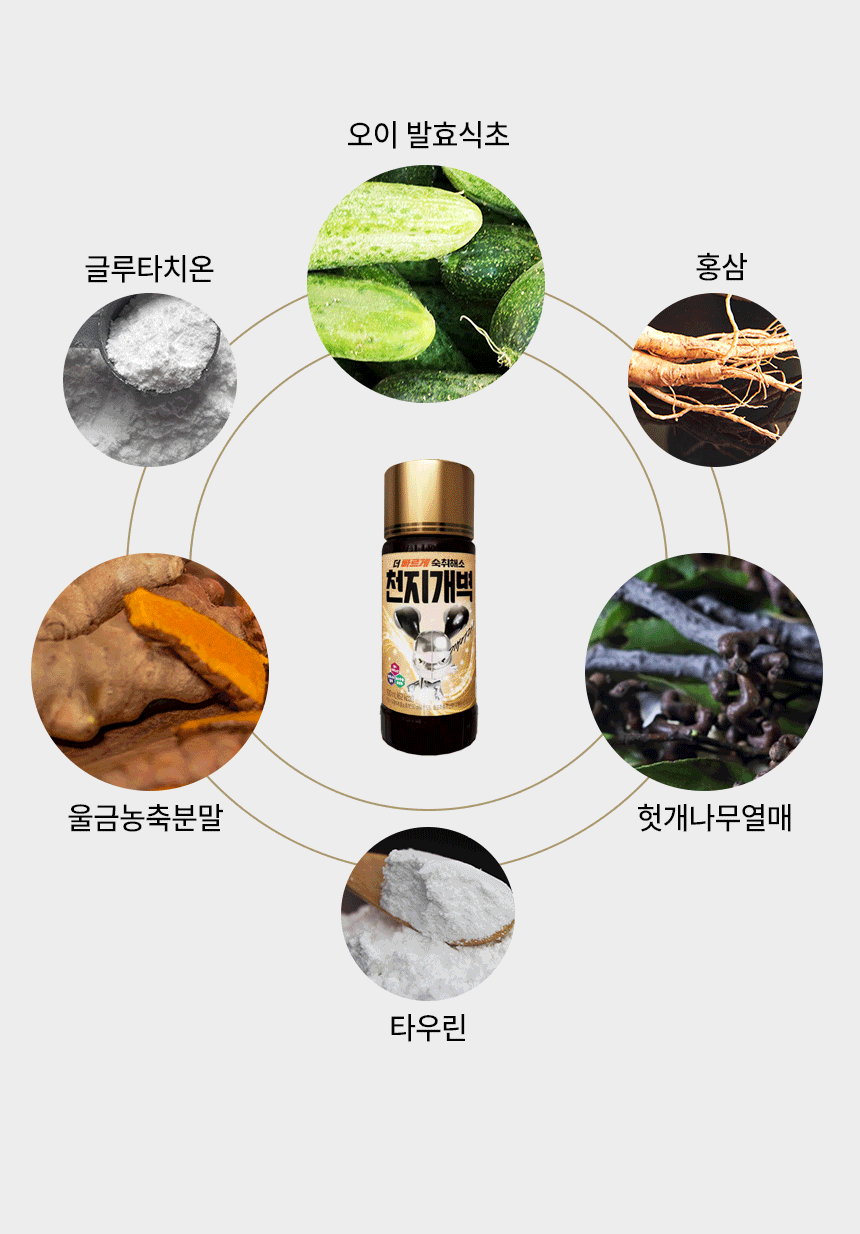 오이 발효식초
글루타치온
홍삼
더 빠르게 숙취해소
천지개벽
울금농축분말
헛개나무열매
타우린